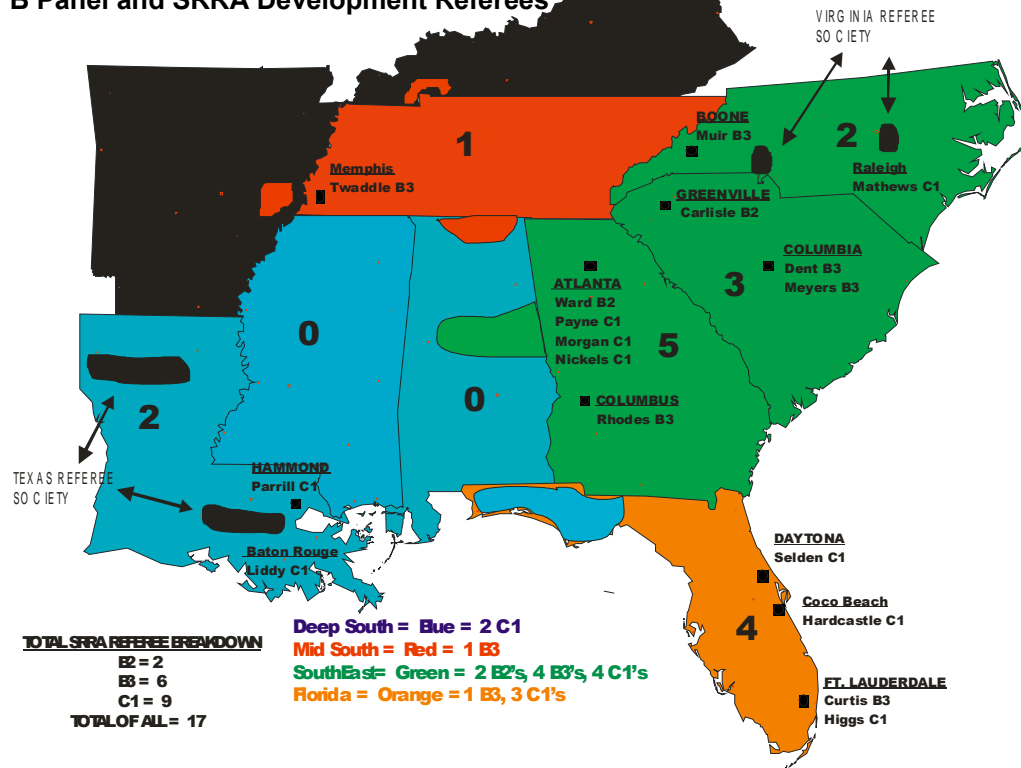 B Panel and SRRA Development Referees
VIRGINIA REFEREE
SOCIETY
BOONE
Muir B3
1
2
Memphis
Twaddle B3
Raleigh
Mathews C1
GREENVILLE
Carlisle B2
COLUMBIA
Dent B3
Meyers B3
3
ATLANTA
Ward B2
Payne C1
Morgan C1
Nickels C1
5
0
0
COLUMBUS
Rhodes B3
2
TEXAS REFEREE
SOCIETY
HAMMOND
Parrill C1
Baton Rouge
Liddy C1
DAYTONA
Selden C1
Coco Beach
Hardcastle C1
4
FT. LAUDERDALE
Curtis B3
Higgs C1
TOTAL SRRA REFEREE BREAKDOWN
B2 = 2
B3 = 6
C1 = 9
TOTAL OF ALL = 17
Deep South = Blue = 2 C1
Mid South = Red = 1 B3
SouthEast= Green = 2 B2's, 4 B3's, 4 C1's
Florida = Orange = 1 B3, 3 C1's